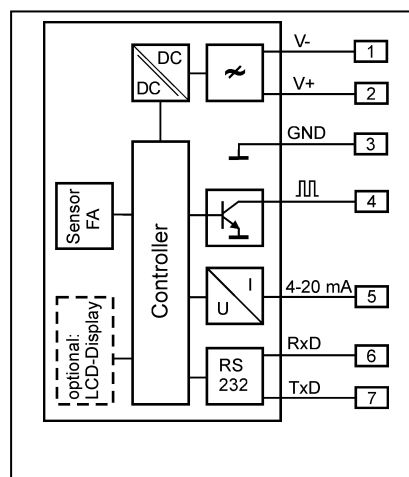 DC
DC
V-
1
V+
2
GND
3
4
Sensor
FA
Controller
U
I
4-20 mA
5
optional:
LCD-Display
RS
232
RxD
6
TxD
7